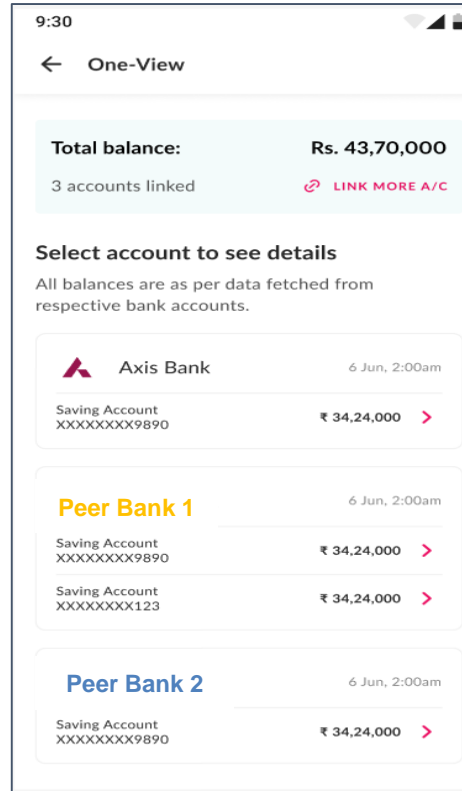 9:30
One-View
Total balance: Rs. 43,70,000
3 accounts linked LINK MORE A/C
Select account to see details
All balances are as per data fetched from
respective bank accounts.
Axis Bank 6 Jun, 2:00am
Saving Account
XXXXXXXX9890 ₹ 34,24,000
Peer Bank 1 6 Jun, 2:00am
Saving Account
XXXXXXXX9890 ₹ 34,24,000
Saving Account
XXXXXXXX123 ₹ 34,24,000
Peer Bank 2 6 Jun, 2:00am
Saving Account
XXXXXXXX9890 ₹ 34,24,000